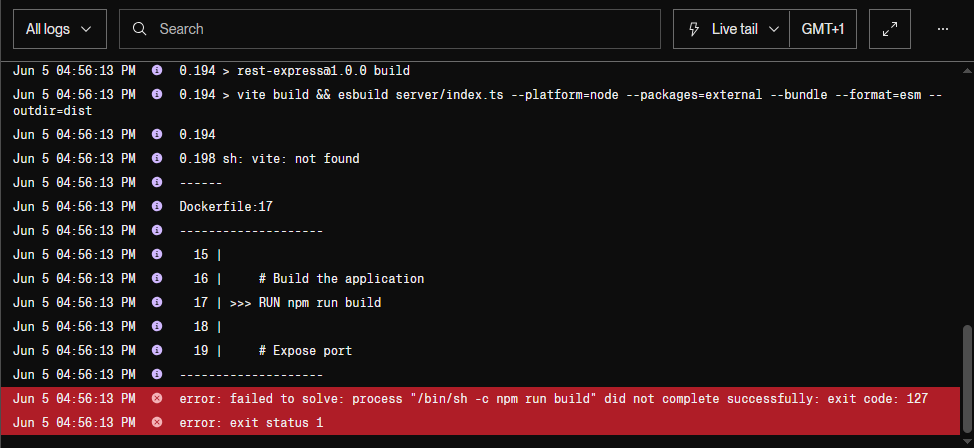 All logs
Search
Live tail
GMT+1
Jun 5 04:56:13 PM 0.194 > rest-express@1.0.0 build
Jun 5 04:56:13 PM 0.194 > vite build && esbuild server/index.ts --platform=node --packages=external --bundle --format=esm --
outdir=dist
Jun 5 04:56:13 PM 0.194
Jun 5 04:56:13 PM 0.198 sh: vite: not found
Jun 5 04:56:13 PM ------
Jun 5 04:56:13 PM Dockerfile:17
Jun 5 04:56:13 PM --------------------
Jun 5 04:56:13 PM 15 |
Jun 5 04:56:13 PM 16 | # Build the application
Jun 5 04:56:13 PM 17 | >>> RUN npm run build
Jun 5 04:56:13 PM 18 |
Jun 5 04:56:13 PM 19 | # Expose port
Jun 5 04:56:13 PM --------------------
Jun 5 04:56:13 PM error: failed to solve: process "/bin/sh -c npm run build" did not complete successfully: exit code: 127
Jun 5 04:56:13 PM error: exit status 1